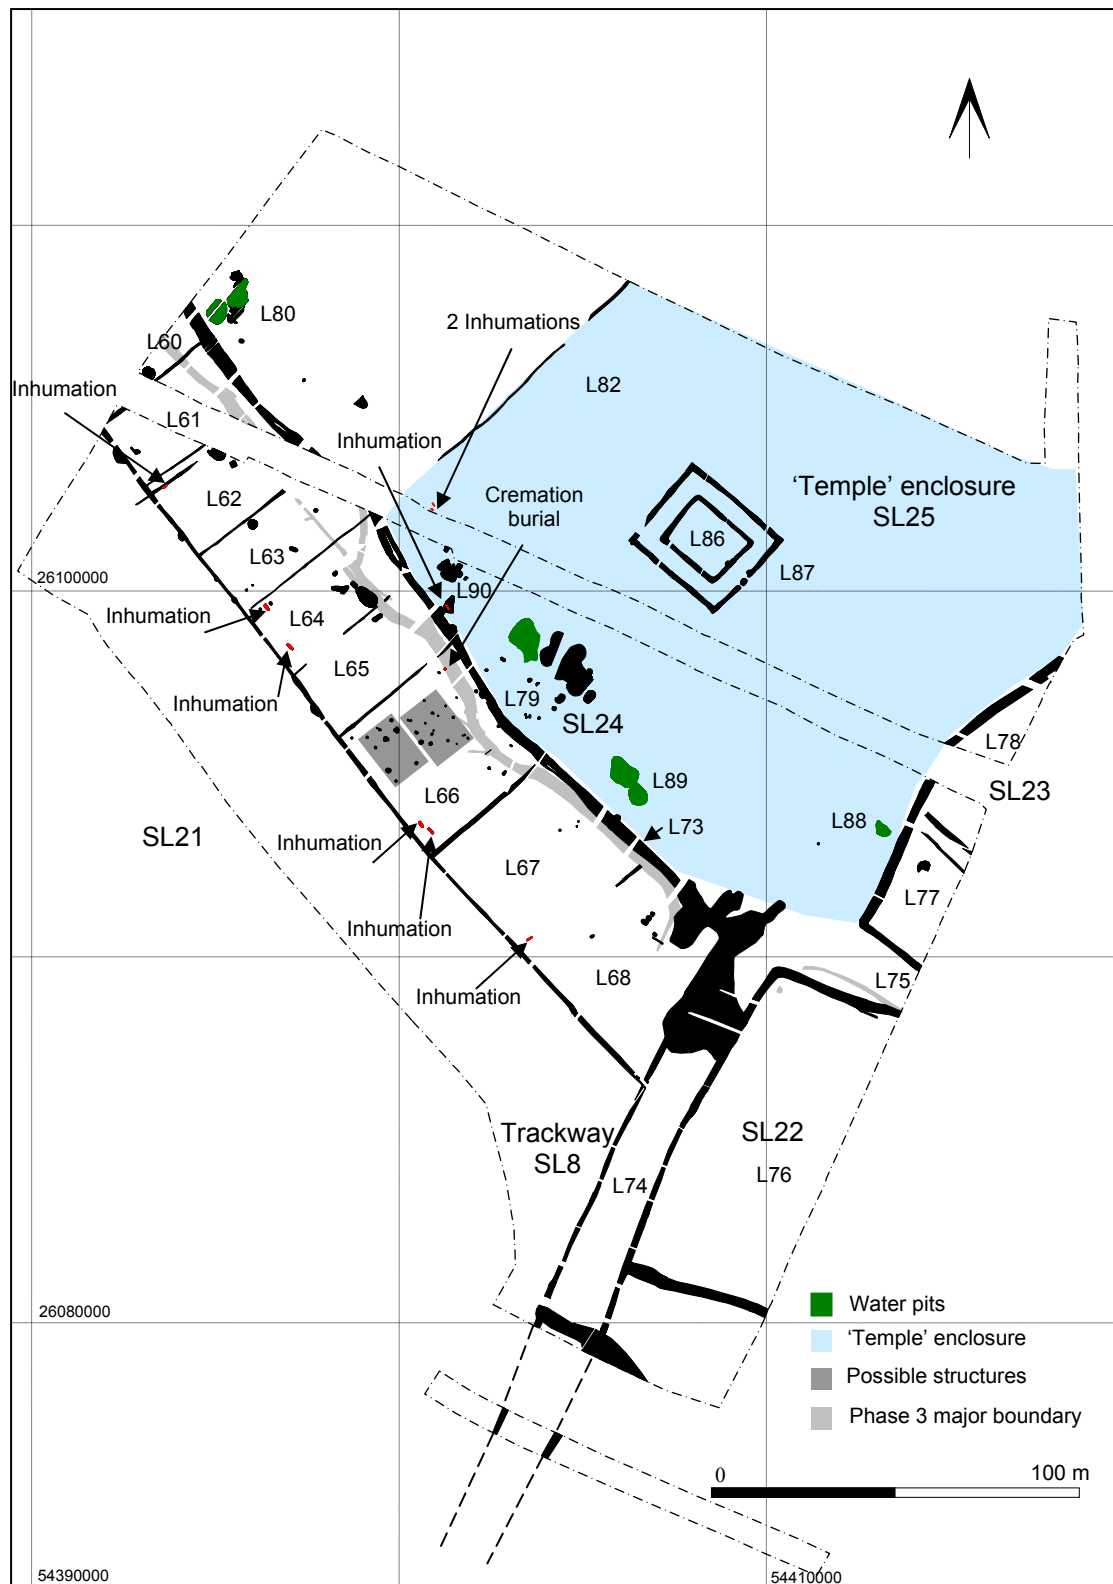 L80
2 Inhumations
L60
L82
Inhumation
L61
Inhumation
Cremation
burial
'Temple' enclosure
SL25
L62
L86
L63
L87
26100000
L90
Inhumation
L64
L65
L79
Inhumation
SL24
L78
L89
SL23
L66
L88
L73
SL21
Inhumation
L67
L77
Inhumation
L68
L75
Inhumation
Trackway
SL8
SL22
L76
L74
Water pits
26080000
'Temple' enclosure
Possible structures
Phase 3 major boundary
0 100 m
54390000
54410000